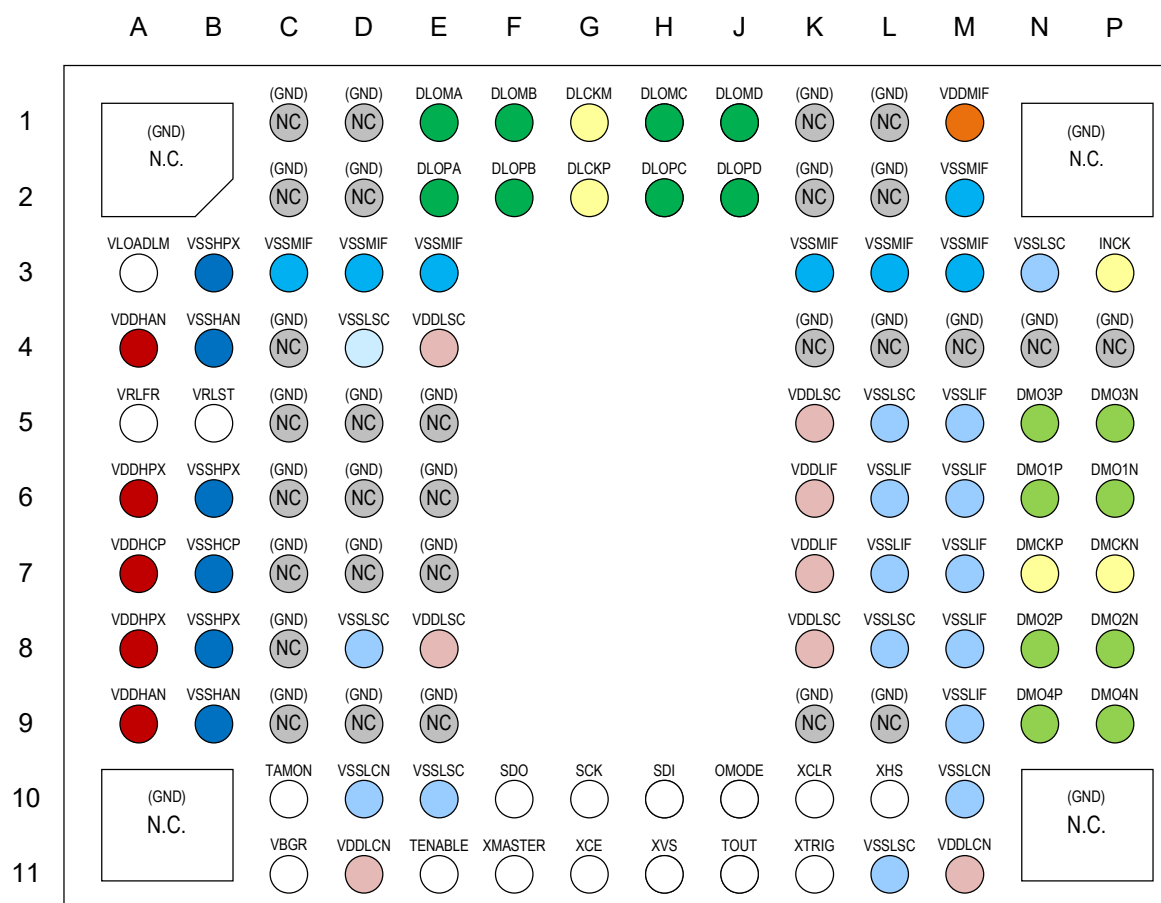 A B C D E F G H J K L M N P
(GND) (GND) DLOMA DLOMB DLCKM DLOMC DLOMD (GND) (GND) VDDMIF
1 (GND) NC NC NC NC (GND)
N.C. N.C.
(GND) (GND) DLOPA DLOPB DLCKP DLOPC DLOPD (GND) (GND) VSSMIF
2 NC NC NC NC
VLOADLM VSSHPX VSSMIF VSSMIF VSSMIF VSSMIF VSSMIF VSSMIF VSSLSC INCK
3
VDDHAN VSSHAN (GND) VSSLSC VDDLSC (GND) (GND) (GND) (GND) (GND)
4 NC NC NC NC NC NC
VRLFR VRLST (GND) (GND) (GND) VDDLSC VSSLSC VSSLIF DMO3P DMO3N
5 NC NC NC
VDDHPX VSSHPX (GND) (GND) (GND) VDDLIF VSSLIF VSSLIF DMO1P DMO1N
6 NC NC NC
VDDHCP VSSHCP (GND) (GND) (GND) VDDLIF VSSLIF VSSLIF DMCKP DMCKN
7 NC NC NC
VDDHPX VSSHPX (GND) VSSLSC VDDLSC VDDLSC VSSLSC VSSLIF DMO2P DMO2N
8 NC
VDDHAN VSSHAN (GND) (GND) (GND) (GND) (GND) VSSLIF DMO4P DMO4N
9 NC NC NC NC NC
TAMON VSSLCN VSSLSC SDO SCK SDI OMODE XCLR XHS VSSLCN
10 (GND) (GND)
N.C. N.C.
VBGR VDDLCN TENABLE XMASTER XCE XVS TOUT XTRIG VSSLSC VDDLCN
11